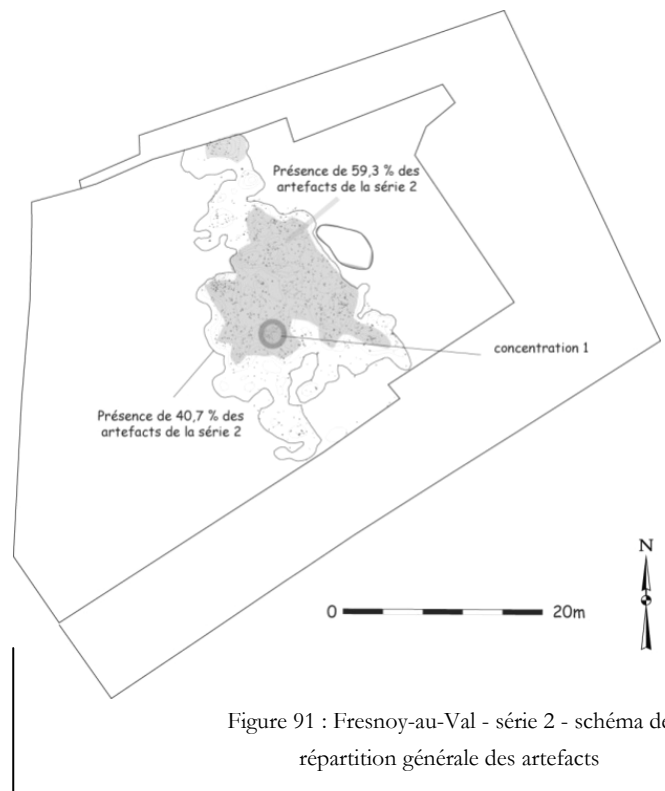 Présence de 59,3 % des
artefacts de la série 2
concentration 1
Présence de 40,7 % des
artefacts de la série 2
N
0
20m
Figure 91 : Fresnoy-au-Val - série 2 - schéma de
répartition générale des artefacts